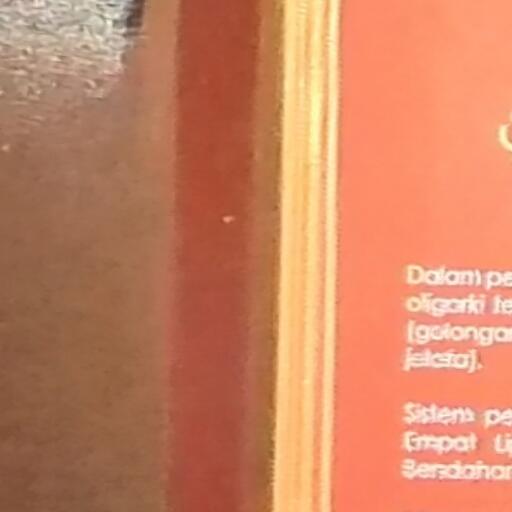 Dalam pe
oligarki te
(golongan
jelata).
Sistem pe
Empat Li
Bendahar